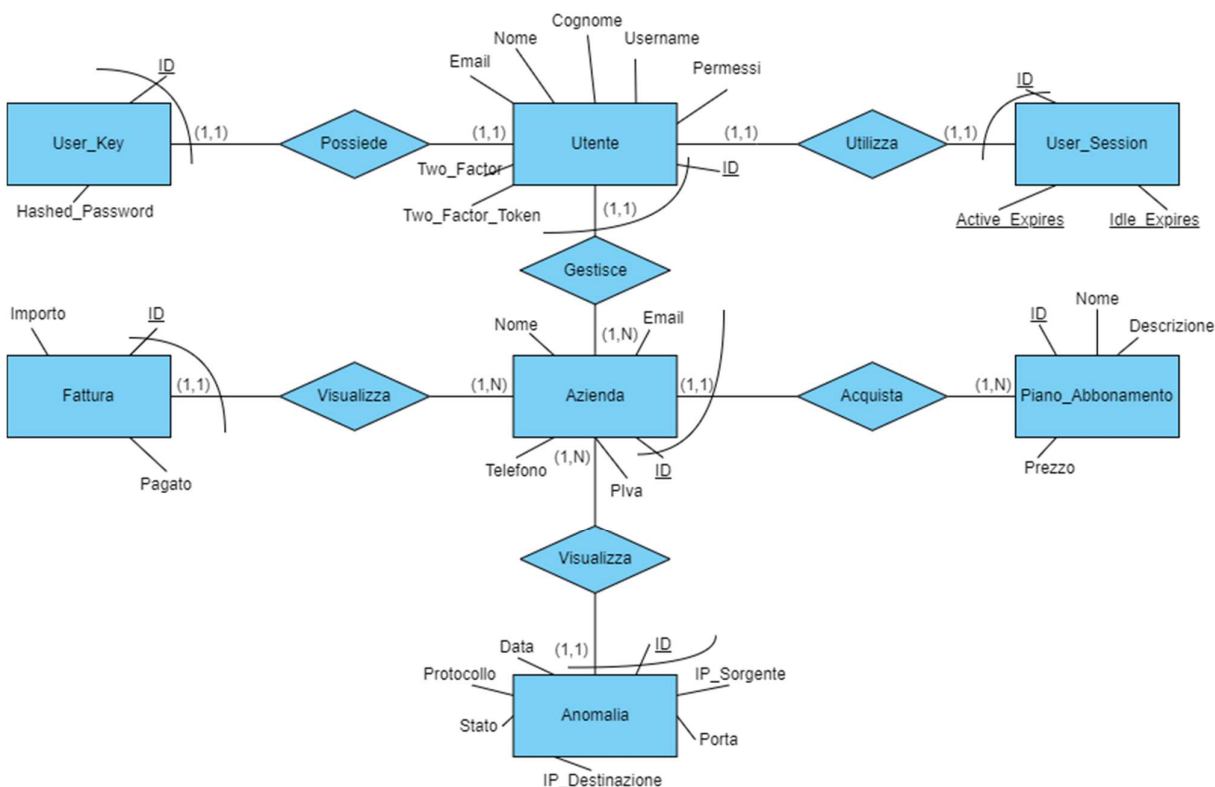 Cognome
Nome
Username
Email
Permessi
ID
ID
User_Key
(1,1)
Possiede
(1,1)
Utente
(1,1)
Utilizza
(1,1)
User_Session
Two_Factor
ID
Hashed_Password
Two_Factor_Token
(1,1)
Active_Expires
Idle_Expires
Gestisce
Importo
ID
Nome
Email
(1,N)
ID
Nome
Descrizione
Fattura
(1,1)
Visualizza
(1,N)
Azienda
(1,1)
Acquista
(1,N)
Piano_Abbonamento
Telefono
(1,N)
ID
PIva
Pagato
Prezzo
Visualizza
Data
(1,1)
ID
Protocollo
IP_Sorgente
Stato
Anomalia
Porta
IP_Destinazione